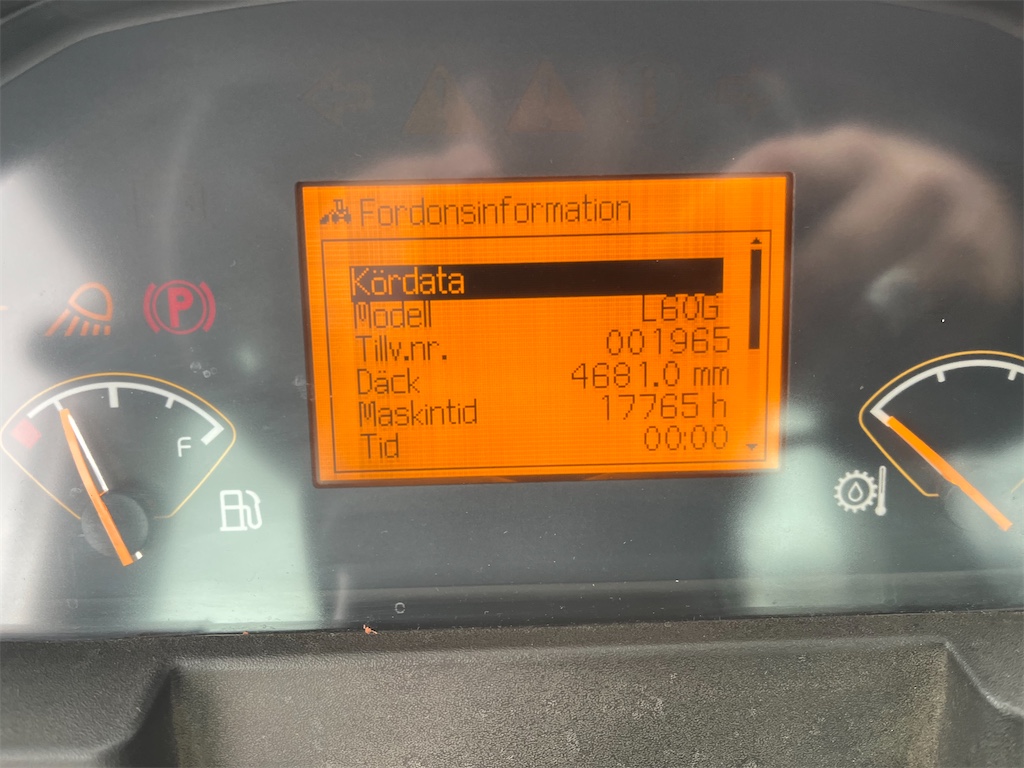 Fordonsinformation
Kördata
Modell L60G
Tillv.nr. 001965
Däck 4681.0 mm
Maskintid 17765 h
Tid 00:00
P
F